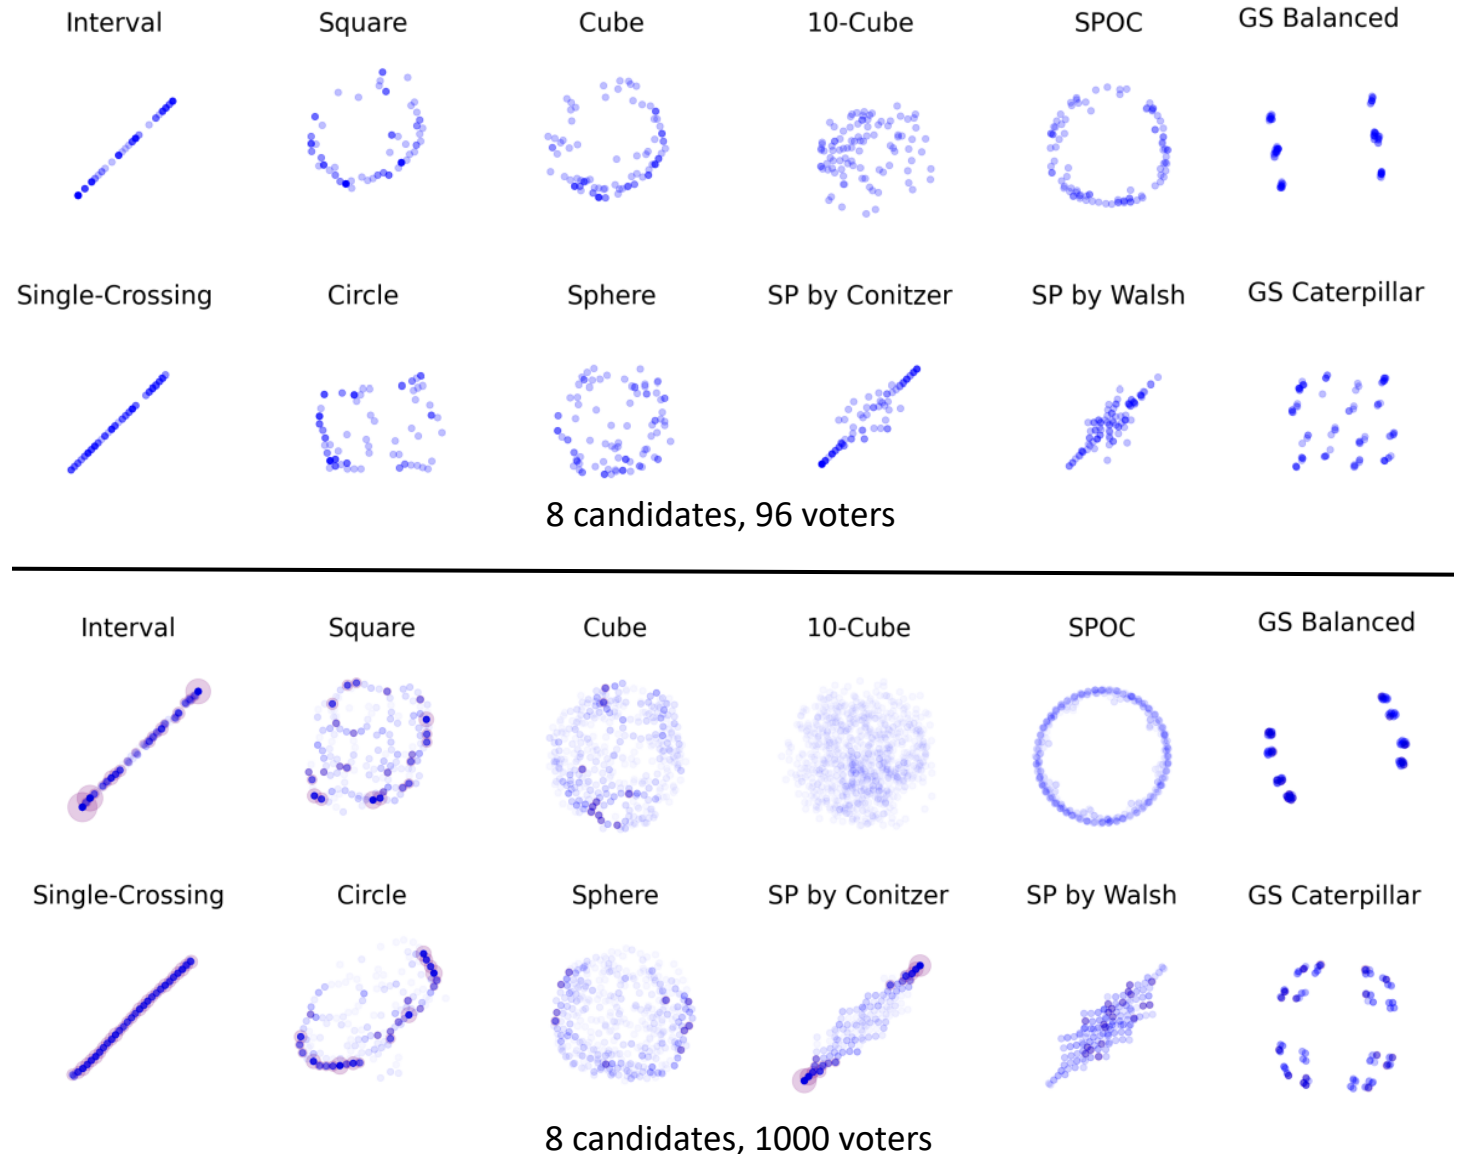 Interval Square Cube 10-Cube SPOC GS Balanced
Single-Crossing Circle Sphere SP by Conitzer SP by Walsh GS Caterpillar
8 candidates, 96 voters
Interval Square Cube 10-Cube SPOC GS Balanced
Single-Crossing Circle Sphere SP by Conitzer SP by Walsh GS Caterpillar
8 candidates, 1000 voters